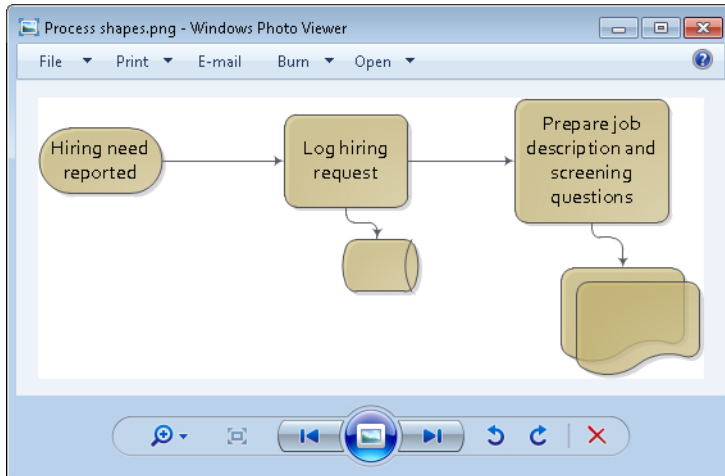 Process shapes.png - Windows Photo Viewer
File Print E-mail Burn Open
Hiring need
reported
Log hiring
request
Prepare job
description and
screening
questions